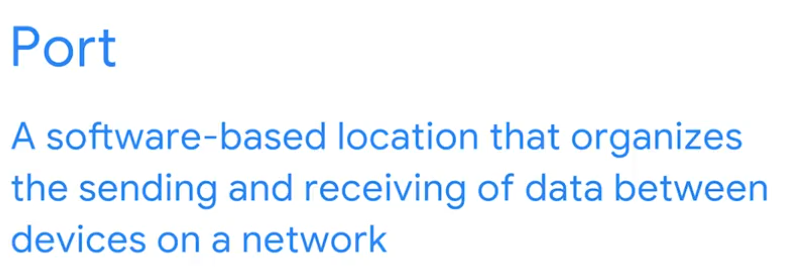 Port
A software-based location that organizes
the sending and receiving of data between
devices on a network